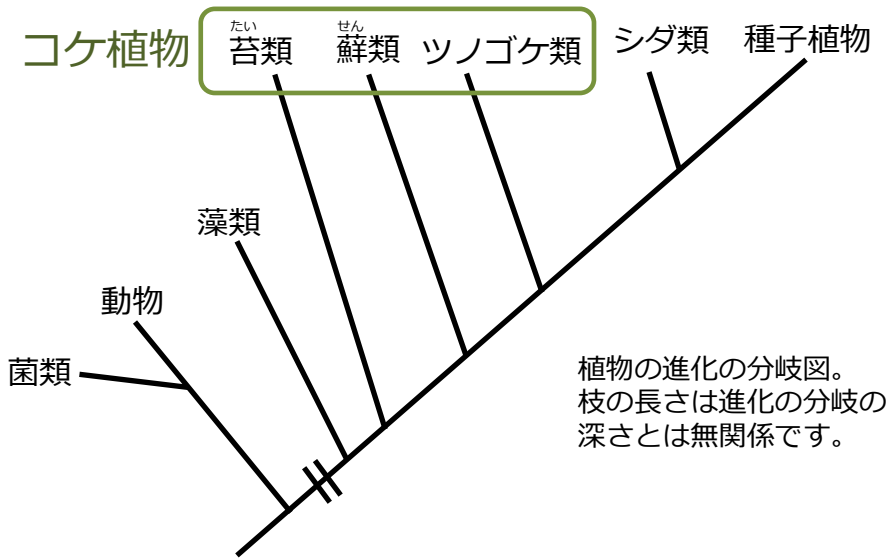 コケ植物
たい
苔類
せん
蘚類
ツノゴケ類
シダ類
種子植物
藻類
動物
菌類
植物の進化の分岐図。
枝の長さは進化の分岐の
深さとは無関係です。